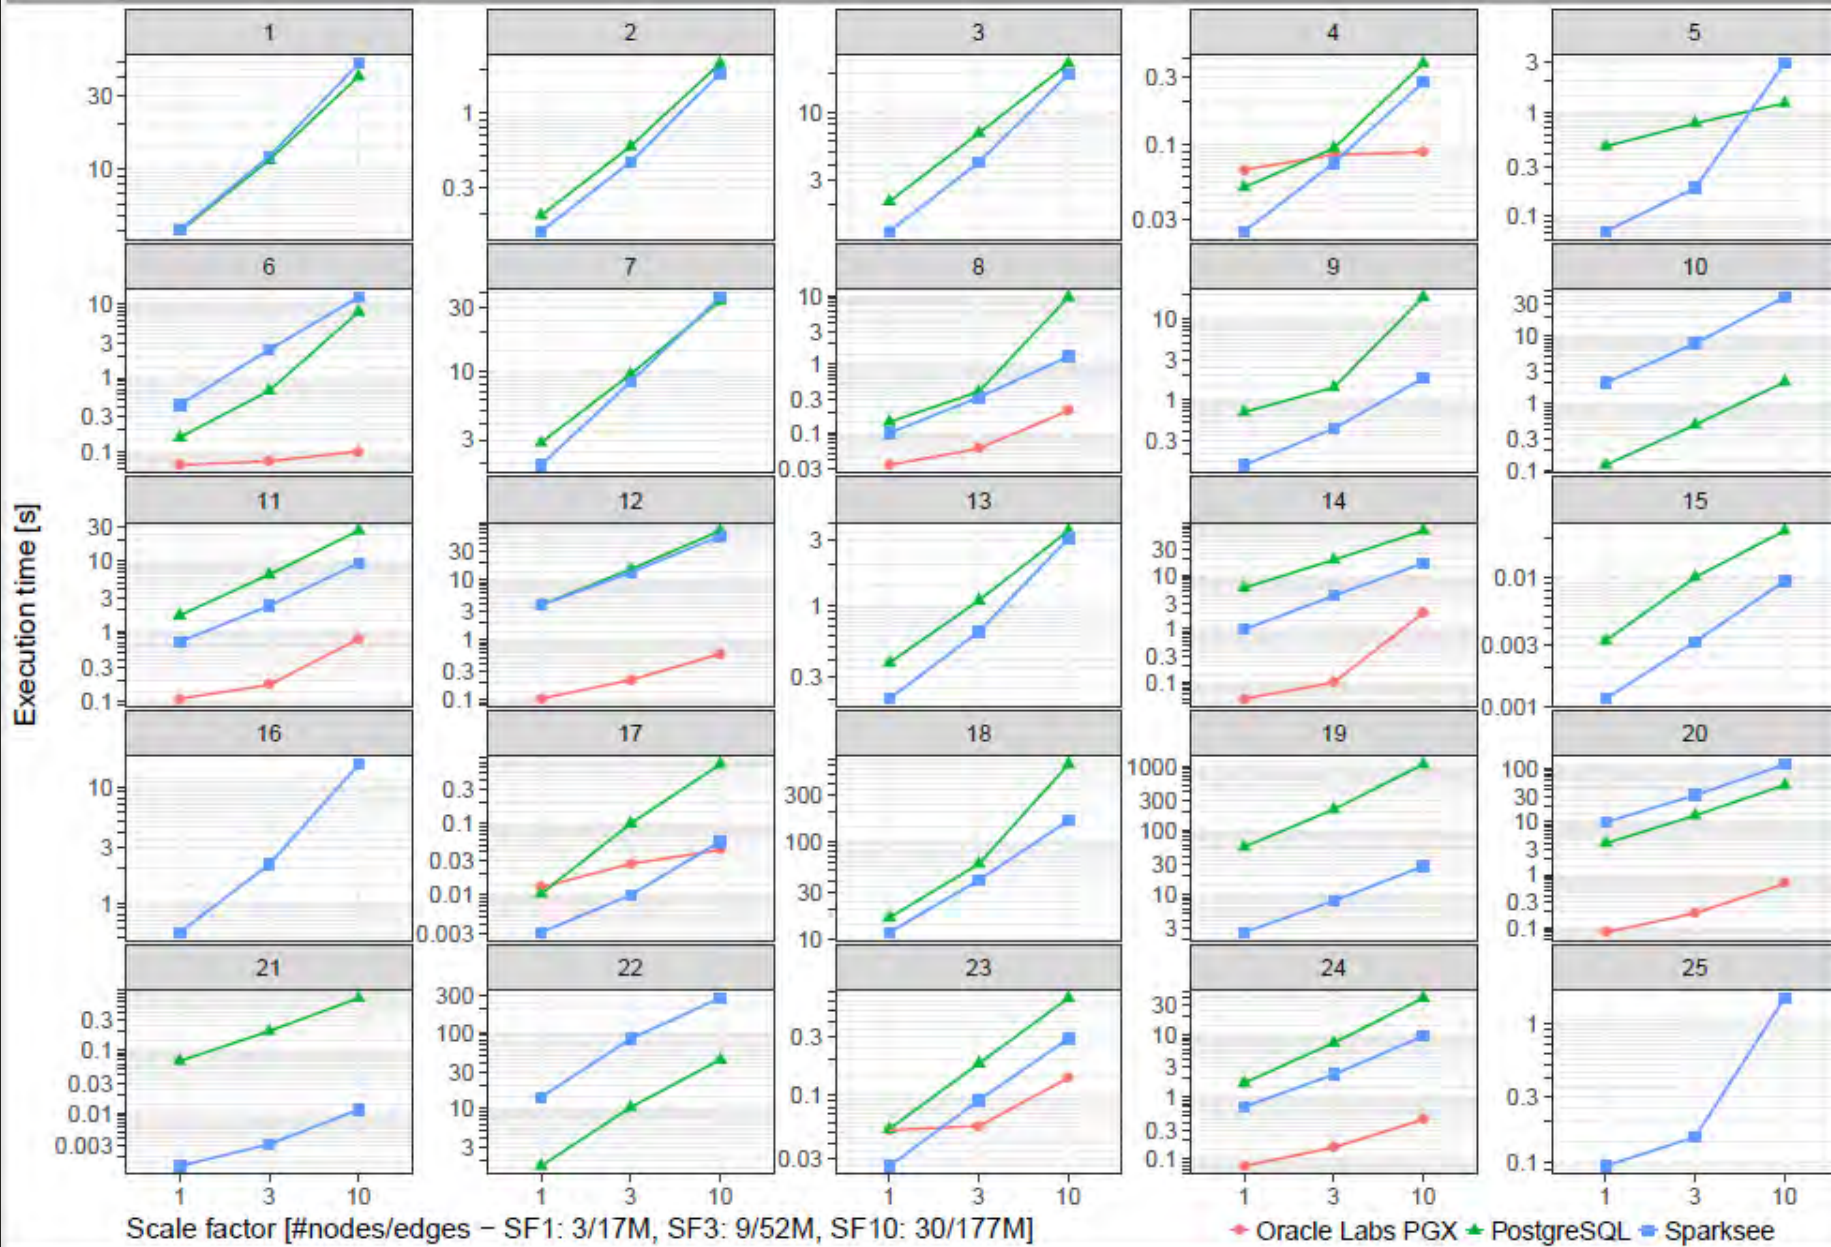 1 2 3 4 5
30 10
1 0.3
10 3
0.3 0.1 0.03
3 1 0.3 0.1
6 7 8 9 10
10 3 1 0.3 0.1
30 10 3
10 3 1 0.3 0.1 0.03
10 3 1 0.3
30 10 3 1 0.3 0.1
11 12 13 14 15
30 10 3 1 0.3 0.1
30 10 3 1 0.3 0.1
3 1 0.3
30 10 3 1 0.3 0.1
0.01 0.003 0.001
16 17 18 19 20
10 3 1
0.3 0.1 0.03 0.01 0.003
300 100 30 10
1000 300 100 30 10 3
100 30 10 3 1 0.3 0.1
21 22 23 24 25
0.3 0.1 0.03 0.01 0.003
300 100 30 10 3
0.3 0.1 0.03
30 10 3 1 0.3 0.1
1 0.3 0.1
1 3 10 1 3 10 1 3 10 1 3 10 1 3 10
Execution time [s]
Scale factor [#nodes/edges − SF1: 3/17M, SF3: 9/52M, SF10: 30/177M]
Oracle Labs PGX PostgreSQL Sparksee